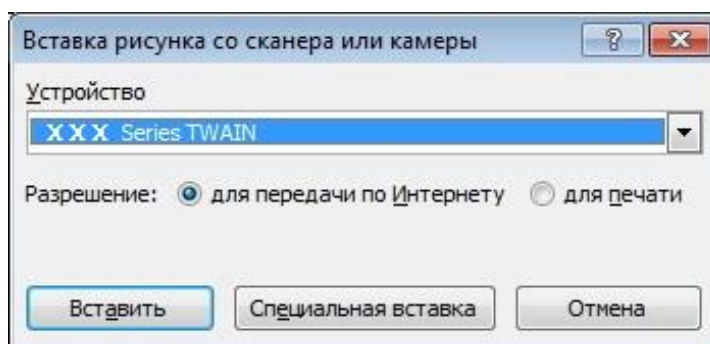 Вставка рисунка со сканера или камеры
Устройство
X X X Series TWAIN
Разрешение: для передачи по Интернету для печати
Вставить Специальная вставка Отмена